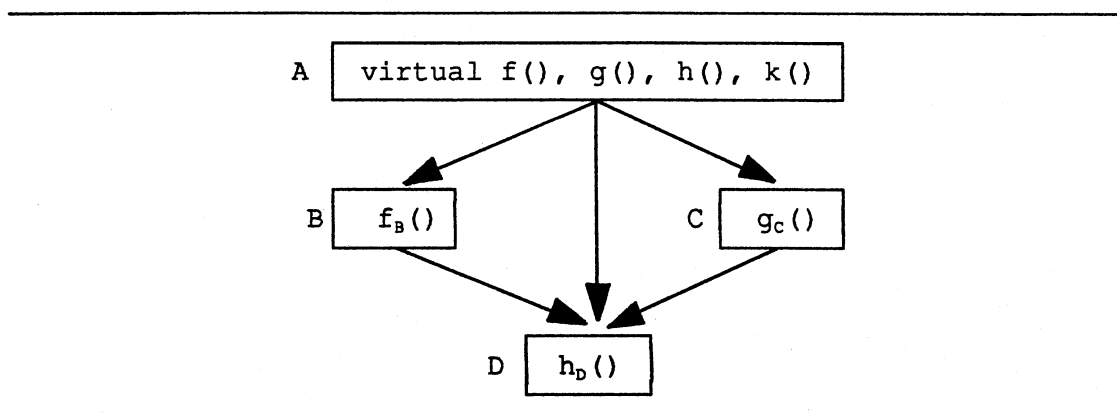 A virtual f(), g(), h(), k()
B f_B() C g_C()
D h_D()